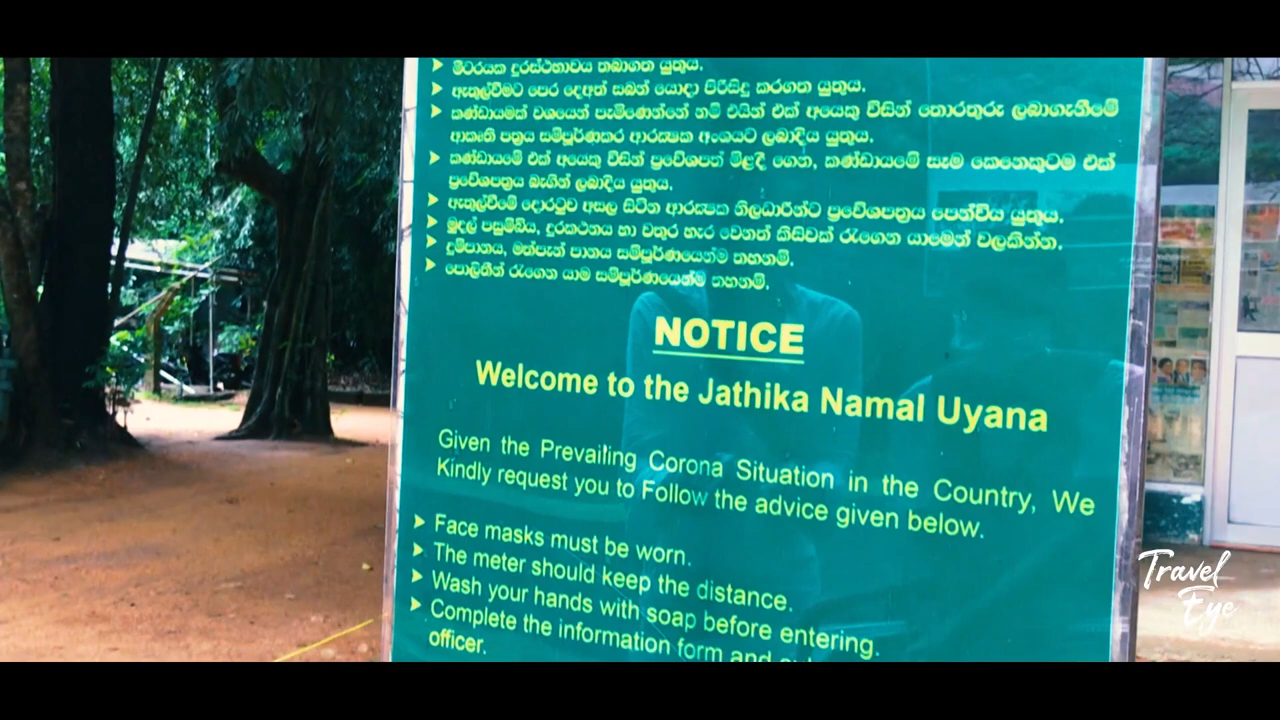 මීටරයක දුරස්ථභාවය තබාගත යුතුය.
ඇතුල්වීමට පෙර දෙඅත් සබන් යොදා පිරිසිදු කරගත යුතුය.
කණ්ඩායමක් වශයෙන් පැමිණෙන්නේ නම් එයින් එක් අයෙකු විසින් තොරතුරු ලබාගැනීමේ
ආකෘති පත්‍රය සම්පූර්ණකර ආරක්ෂක අංශයට ලබාදිය යුතුය.
කණ්ඩායමේ එක් අයෙකු විසින් ප්‍රවේශපත් මිළදී ගෙන, කණ්ඩායමේ සෑම කෙනෙකුටම එක්
ප්‍රවේශපත්‍රය බැගින් ලබාදිය යුතුය.
ඇතුල්වීමේ දොරටුව අසල සිටින ආරක්ෂක නිලධාරීන්ට ප්‍රවේශපත්‍රය පෙන්විය යුතුය.
මුදල් පසුම්බිය, දුරකථනය හා වතුර හැර වෙනත් කිසිවක් රැගෙන යාමෙන් වලකින්න.
දුම්පානය, මත්පැන් පානය සම්පූර්ණයෙන්ම තහනම්.
පොලිතින් රැගෙන යාම සම්පූර්ණයෙන්ම තහනම්.
NOTICE
Welcome to the Jathika Namal Uyana
Given the Prevailing Corona Situation in the Country, We
Kindly request you to Follow the advice given below.
Face masks must be worn.
The meter should keep the distance.
Wash your hands with soap before entering.
Complete the information form and
officer.
Travel
Eye